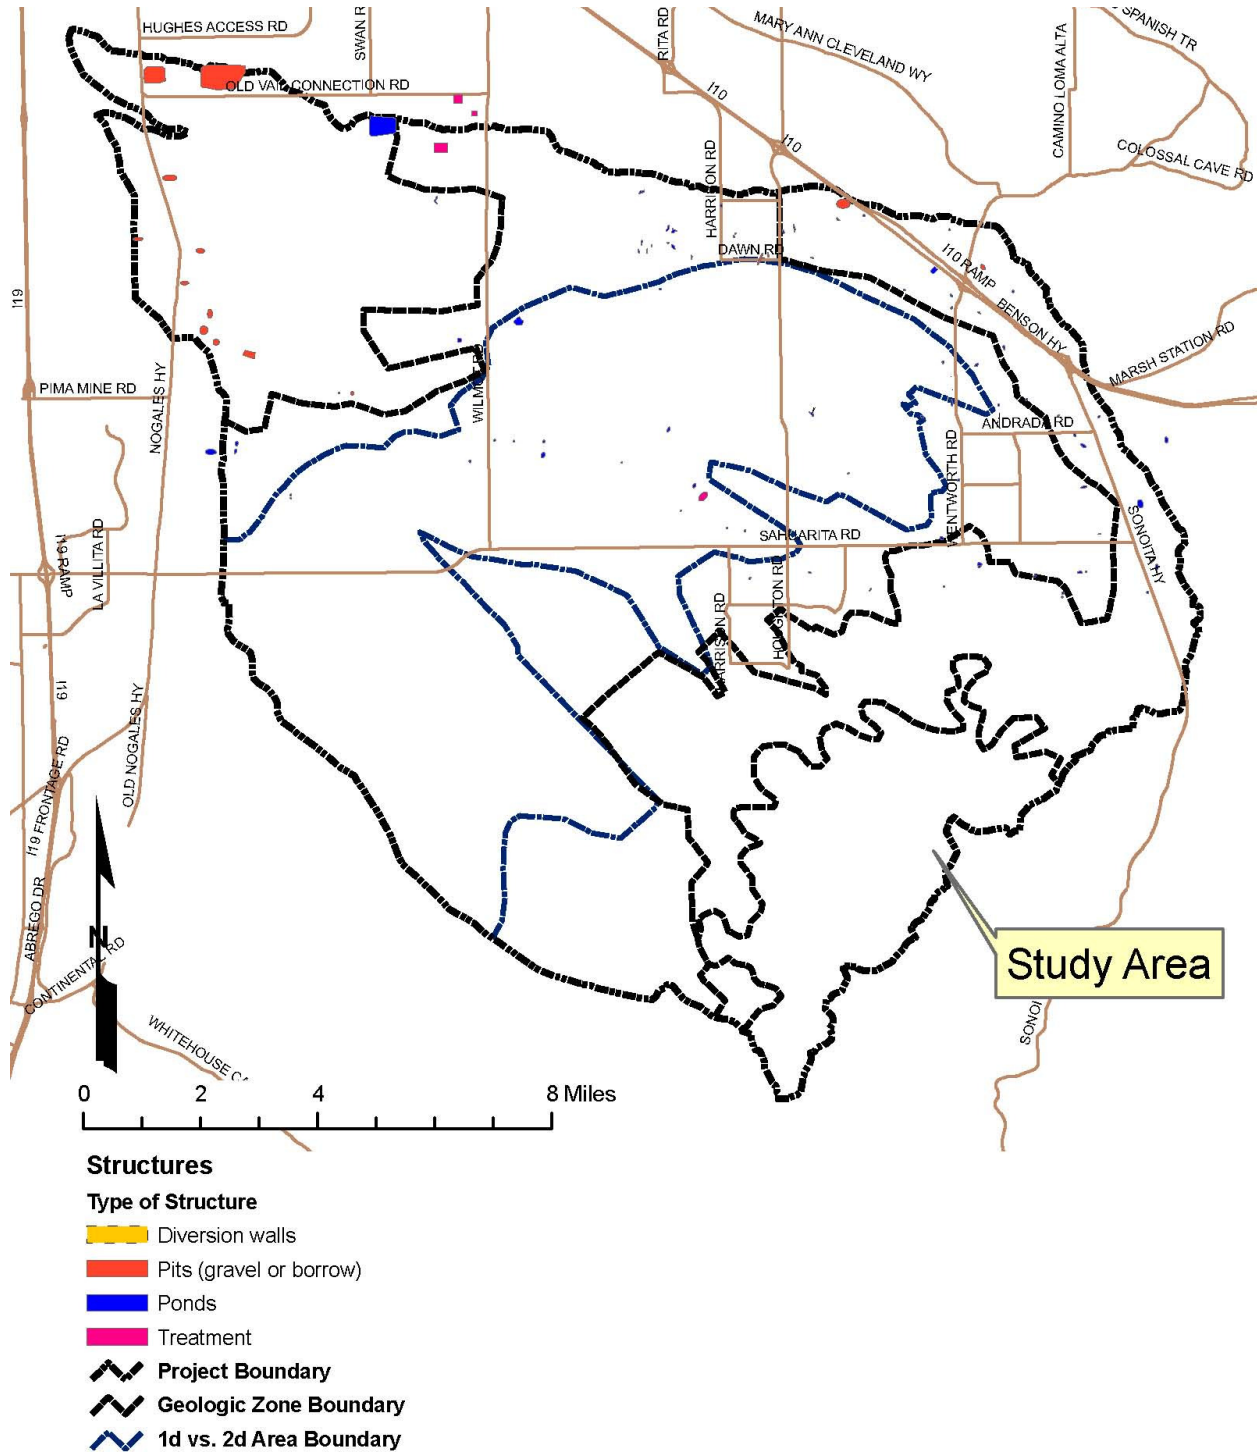 HUGHES ACCESS RD
SWAN R
RITA RD
MARY ANN CLEVELAND WY
CAMINO LOMA ALTA
SPANISH TR
OLD VAIL CONNECTION RD
I10
I10
COLOSSAL CAVE RD
HARRISON RD
DAWN RD
I10 RAMP
BENSON HY
MARSH STATION RD
I19
PIMA MINE RD
NOGALES HY
WILMOT RD
ANDRADA RD
WENTWORTH RD
SAHUARITA RD
SONOITA HY
I19 RAMP
LA VILLITA RD
HARRISON RD
HOUGHTON RD
I19
OLD NOGALES HY
I19 FRONTAGE RD
ABREGO DR
N
CONTINENTAL RD
Study Area
WHITEHOUSE CA
SONOI
0 2 4 8 Miles
Structures
Type of Structure
Diversion walls
Pits (gravel or borrow)
Ponds
Treatment
Project Boundary
Geologic Zone Boundary
1d vs. 2d Area Boundary